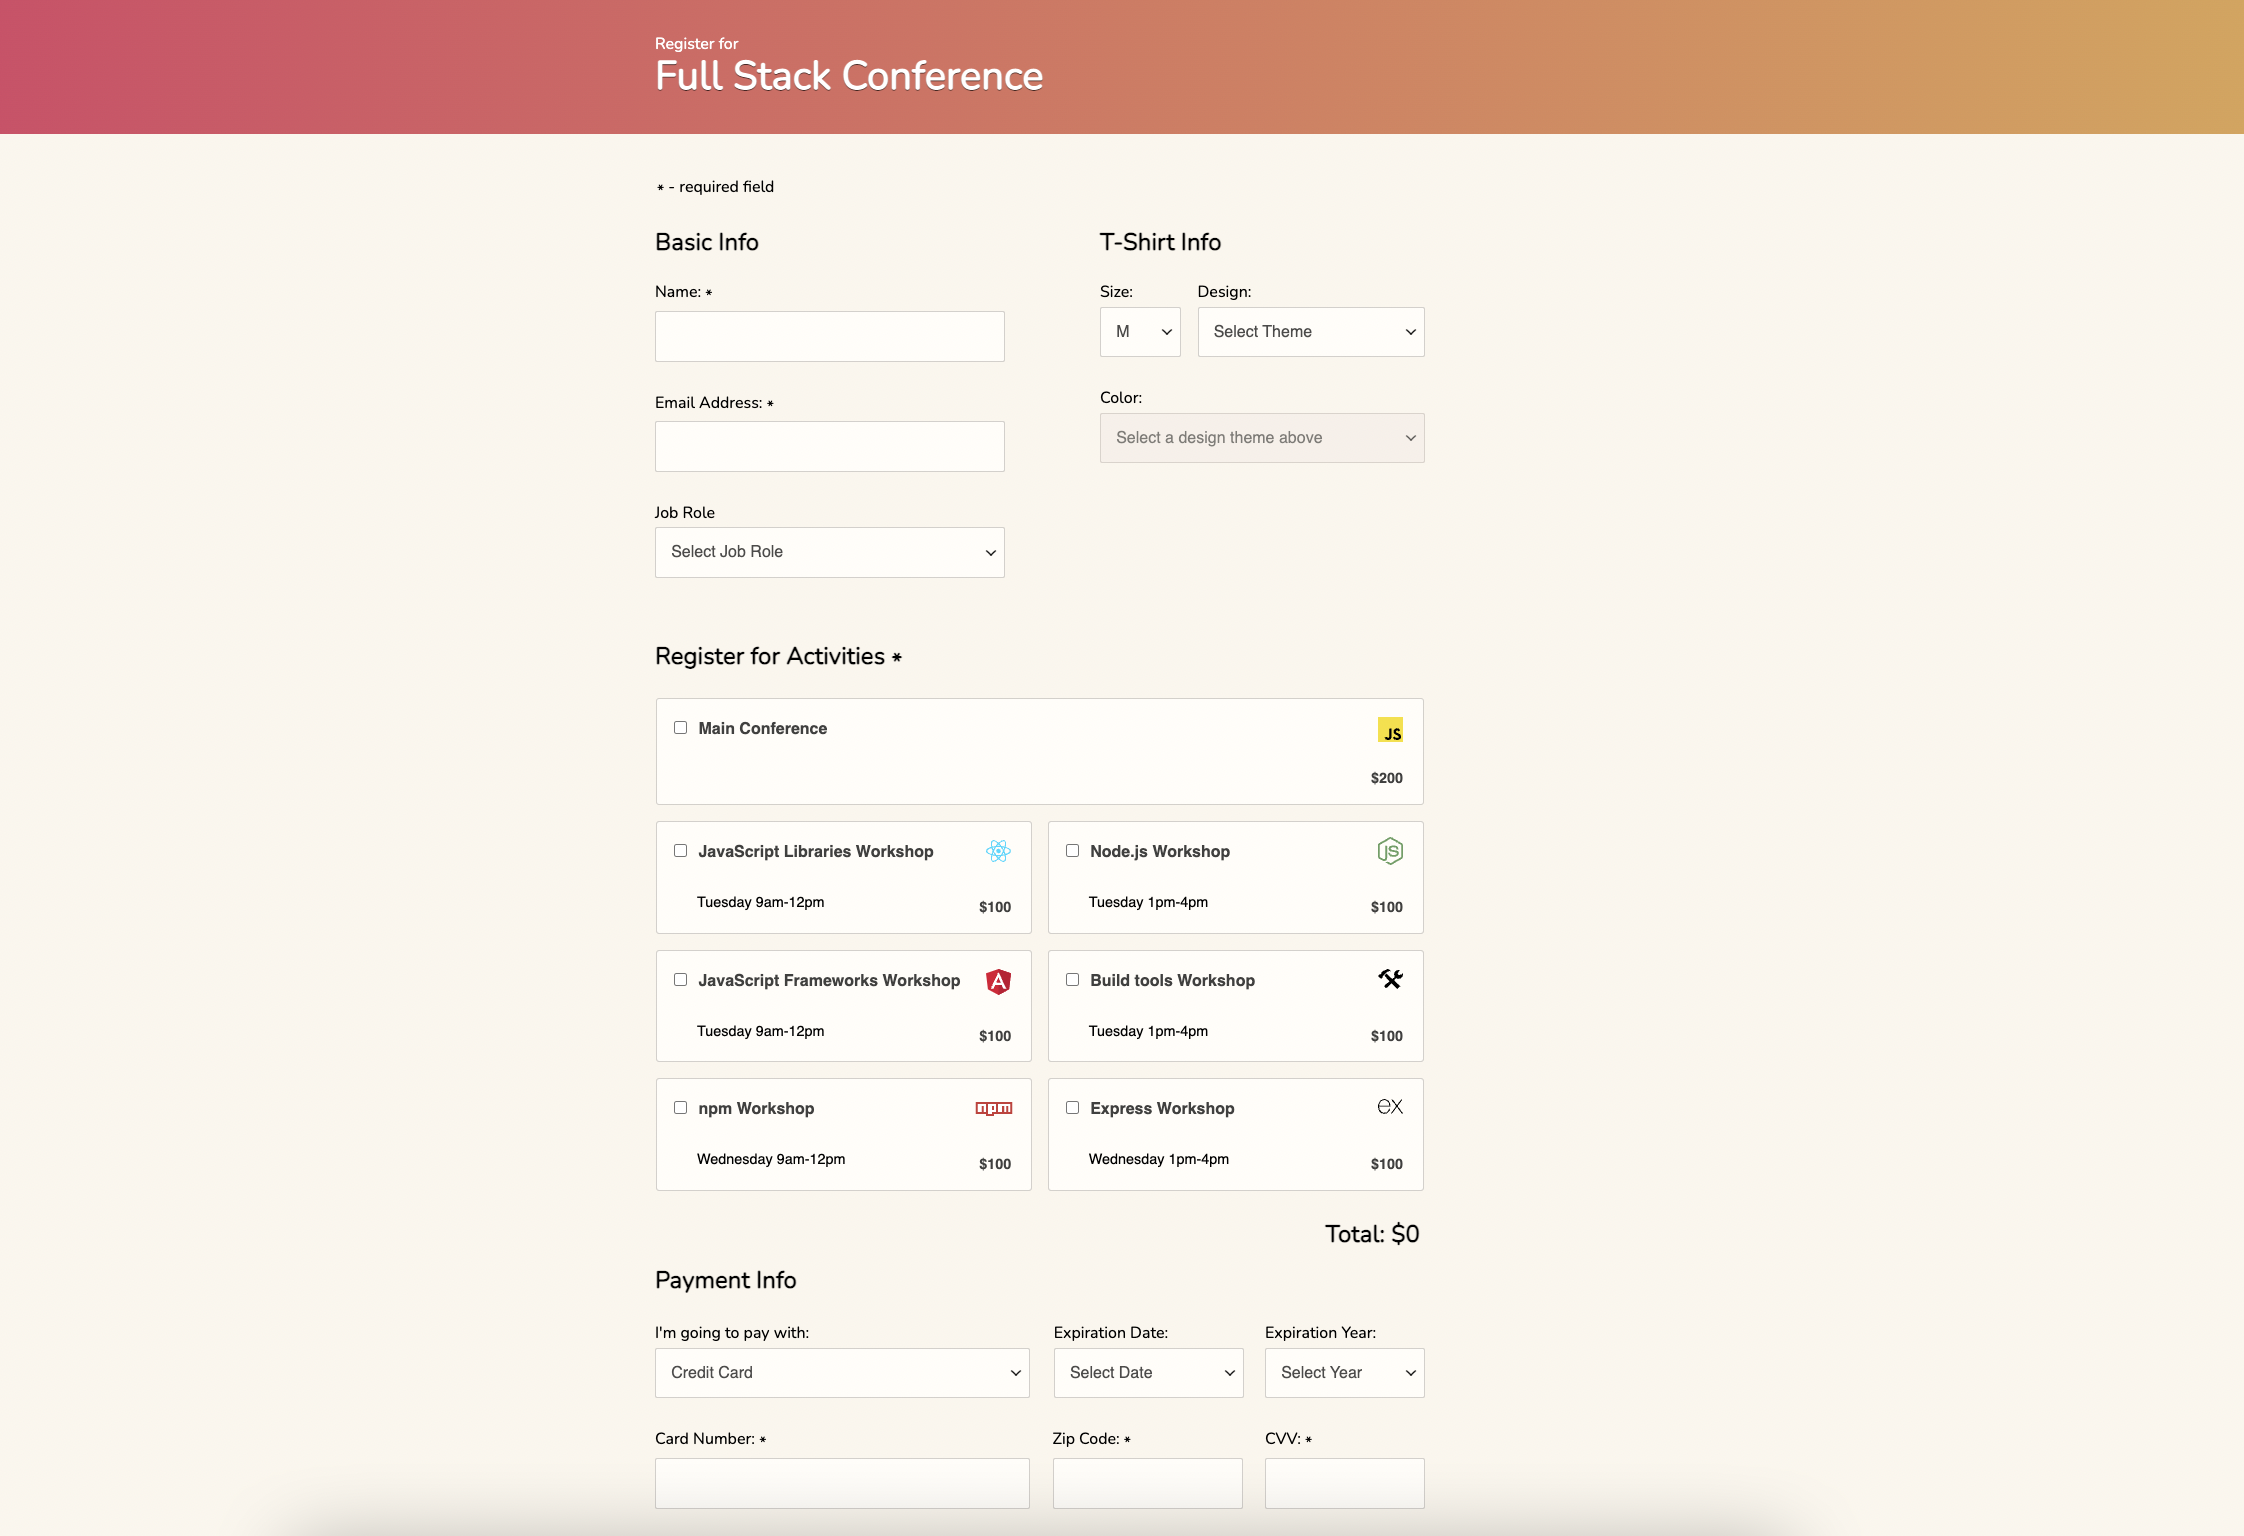 Register for
Full Stack Conference
* - required field
Basic Info
Name: *
Email Address: *
Job Role
Select Job Role
T-Shirt Info
Size:
Design:
M
Select Theme
Color:
Select a design theme above
Register for Activities *
Main Conference
JS
$200
JavaScript Libraries Workshop
Tuesday 9am-12pm
$100
Node.js Workshop
JS
Tuesday 1pm-4pm
$100
JavaScript Frameworks Workshop
A
Tuesday 9am-12pm
$100
Build tools Workshop
Tuesday 1pm-4pm
$100
npm Workshop
npm
Wednesday 9am-12pm
$100
Express Workshop
ex
Wednesday 1pm-4pm
$100
Total: $0
Payment Info
I'm going to pay with:
Expiration Date:
Expiration Year:
Credit Card
Select Date
Select Year
Card Number: *
Zip Code: *
CVV: *